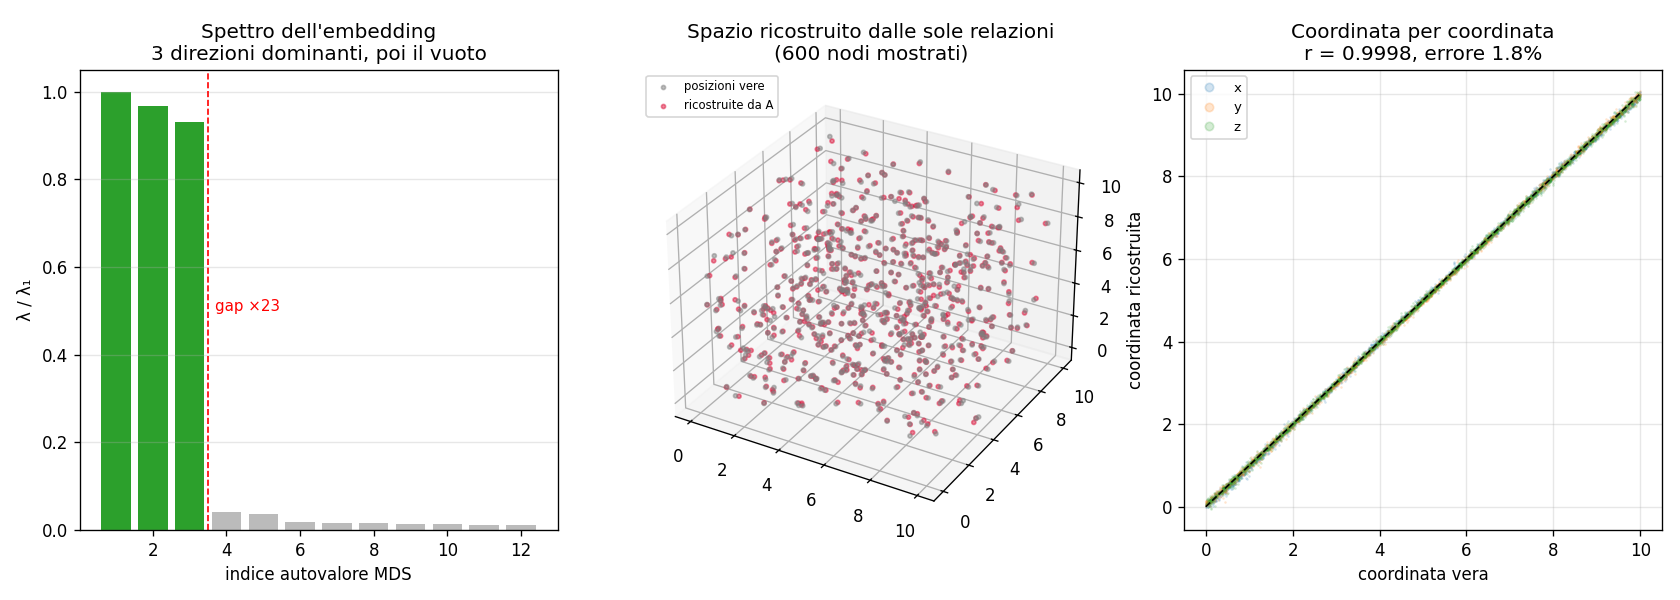 Spettro dell'embedding
3 direzioni dominanti, poi il vuoto
1.0
0.8
0.6
0.4
0.2
0.0
λ / λ₁
gap ×23
2
4
6
8
10
12
indice autovalore MDS
Spazio ricostruito dalle sole relazioni
(600 nodi mostrati)
posizioni vere
ricostruite da A
0
2
4
6
8
10
0
2
4
6
8
10
0
2
4
6
8
10
Coordinata per coordinata
r = 0.9998, errore 1.8%
x
y
z
10
8
6
4
2
0
coordinata ricostruita
0
2
4
6
8
10
coordinata vera